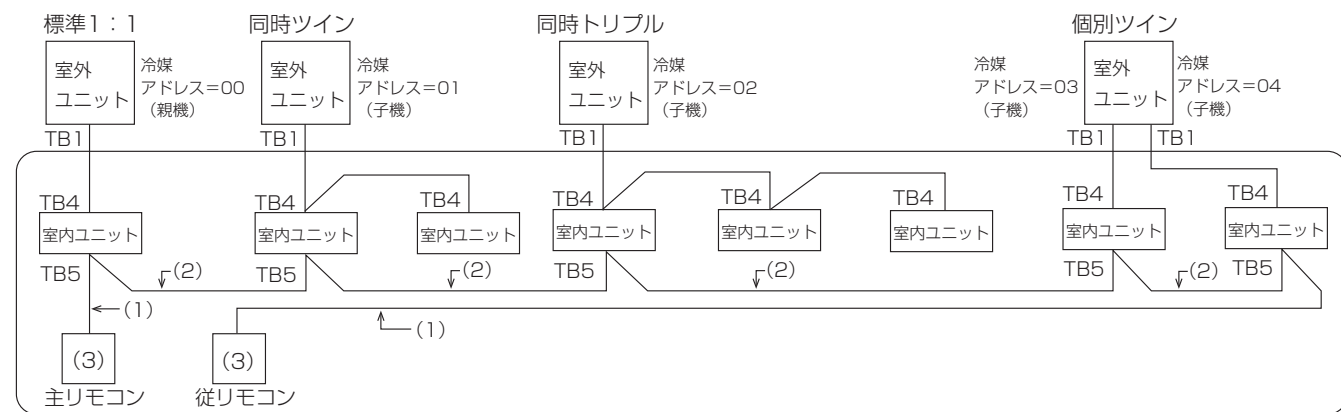 標準1:1
同時ツイン
同時トリプル
個別ツイン
室外
ユニット
冷媒
アドレス=00
(親機)
室外
ユニット
冷媒
アドレス=01
(子機)
室外
ユニット
冷媒
アドレス=02
(子機)
冷媒
アドレス=03
(子機)
室外
ユニット
冷媒
アドレス=04
(子機)
TB1
TB1
TB1
TB1
TB1
TB4
TB4
TB4
TB4
TB4
TB4
TB4
TB4
室内ユニット
室内ユニット
室内ユニット
室内ユニット
室内ユニット
室内ユニット
室内ユニット
室内ユニット
TB5
(2)
TB5
(2)
TB5
(2)
TB5
(2)
TB5
(1)
(1)
(3)
(3)
主リモコン
従リモコン